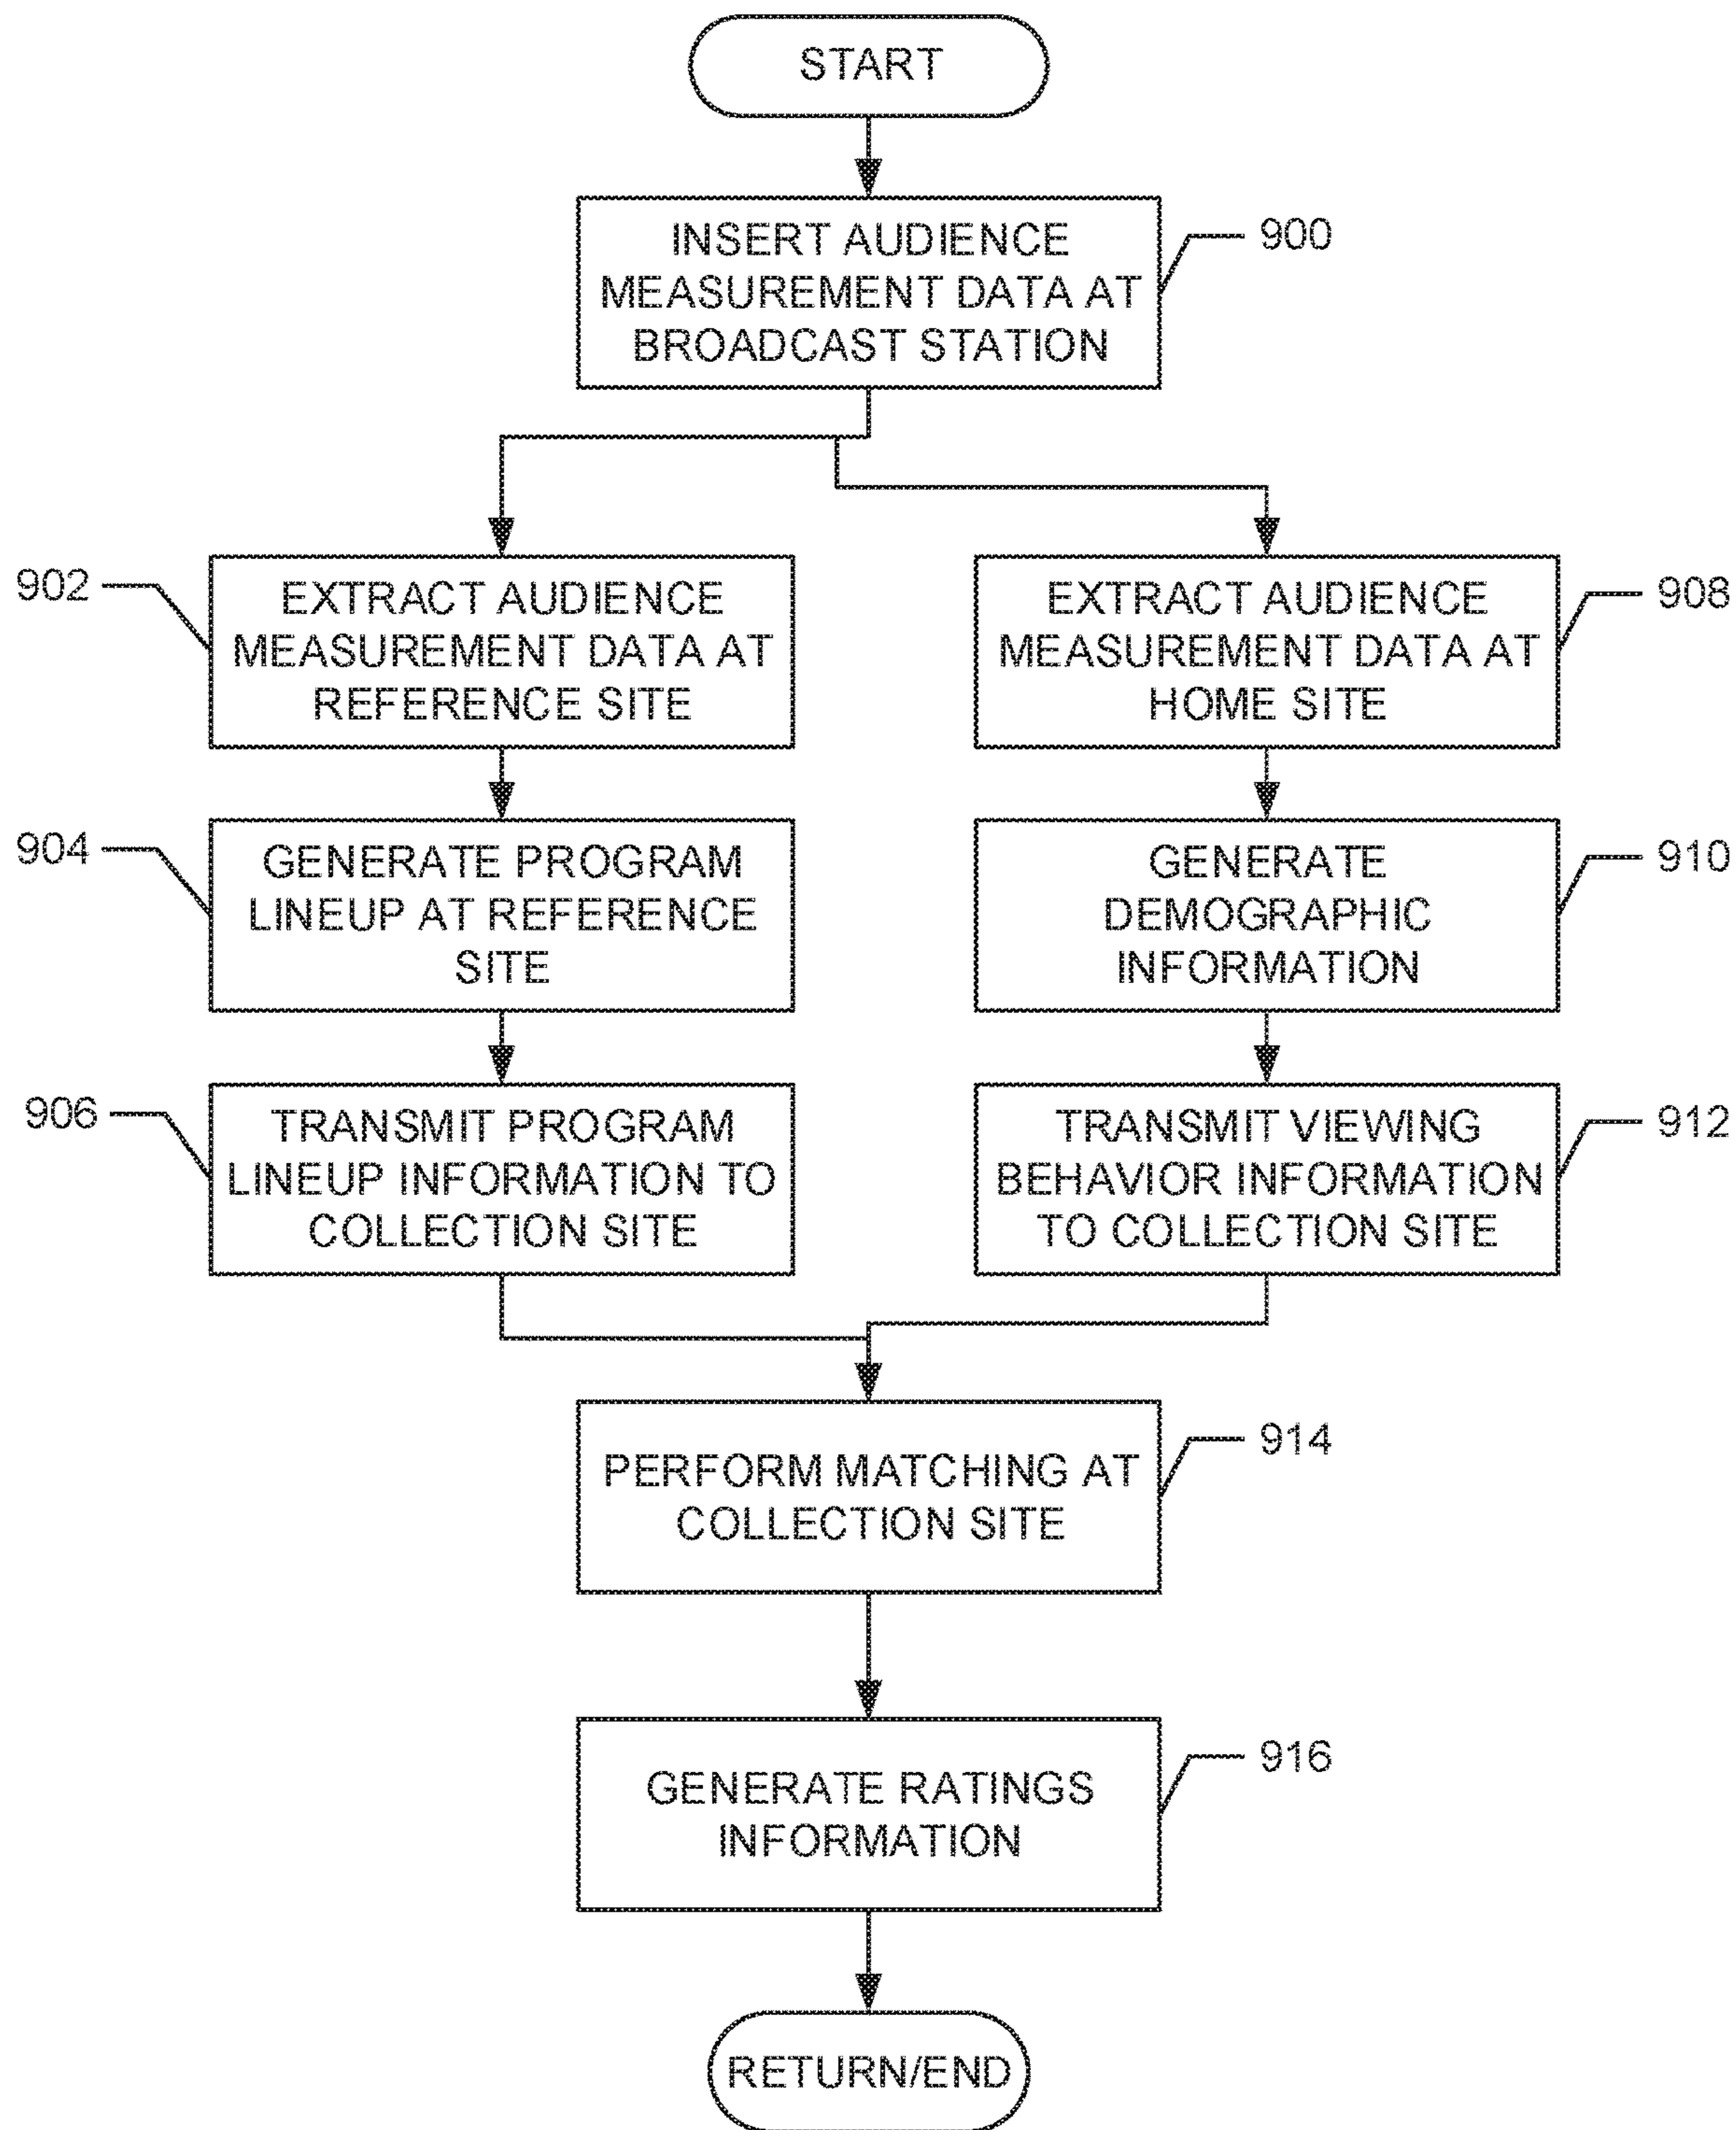 START
INSERT AUDIENCE
MEASUREMENT DATA AT
BROADCAST STATION
900
902
EXTRACT AUDIENCE
MEASUREMENT DATA AT
REFERENCE SITE
EXTRACT AUDIENCE
MEASUREMENT DATA AT
HOME SITE
908
904
GENERATE PROGRAM
LINEUP AT REFERENCE
SITE
GENERATE
DEMOGRAPHIC
INFORMATION
910
906
TRANSMIT PROGRAM
LINEUP INFORMATION TO
COLLECTION SITE
TRANSMIT VIEWING
BEHAVIOR INFORMATION
TO COLLECTION SITE
912
PERFORM MATCHING AT
COLLECTION SITE
914
GENERATE RATINGS
INFORMATION
916
RETURN/END